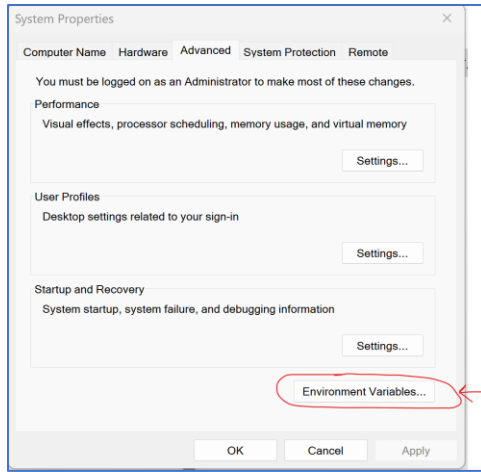 System Properties
Computer Name Hardware Advanced System Protection Remote
You must be logged on as an Administrator to make most of these changes.
Performance
Visual effects, processor scheduling, memory usage, and virtual memory
Settings...
User Profiles
Desktop settings related to your sign-in
Settings...
Startup and Recovery
System startup, system failure, and debugging information
Settings...
Environment Variables...
OK Cancel Apply